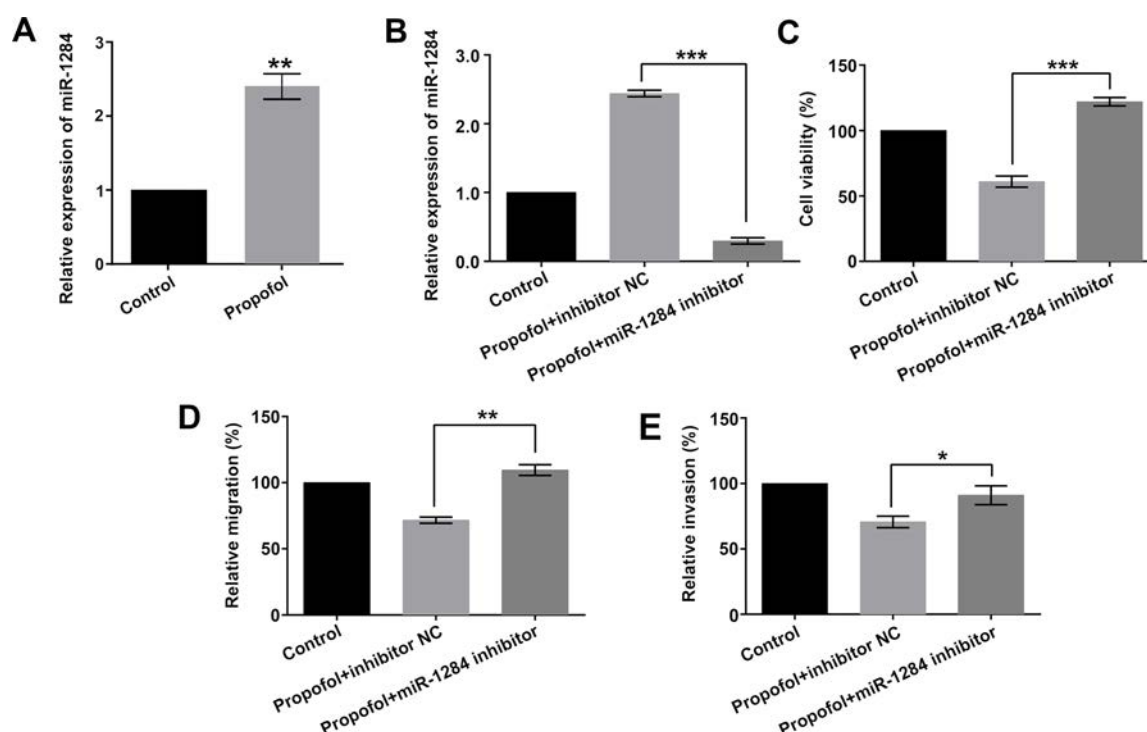 A
Relative expression of miR-1284
3
2
1
0
**
Control
Propofol
B
Relative expression of miR-1284
3.0
2.0
1.0
0.0
***
Control
Propofol+inhibitor NC
Propofol+miR-1284 inhibitor
C
Cell viability (%)
150
100
50
0
***
Control
Propofol+inhibitor NC
Propofol+miR-1284 inhibitor
D
Relative migration (%)
150
100
50
0
**
Control
Propofol+inhibitor NC
Propofol+miR-1284 inhibitor
E
Relative invasion (%)
150
100
50
0
*
Control
Propofol+inhibitor NC
Propofol+miR-1284 inhibitor